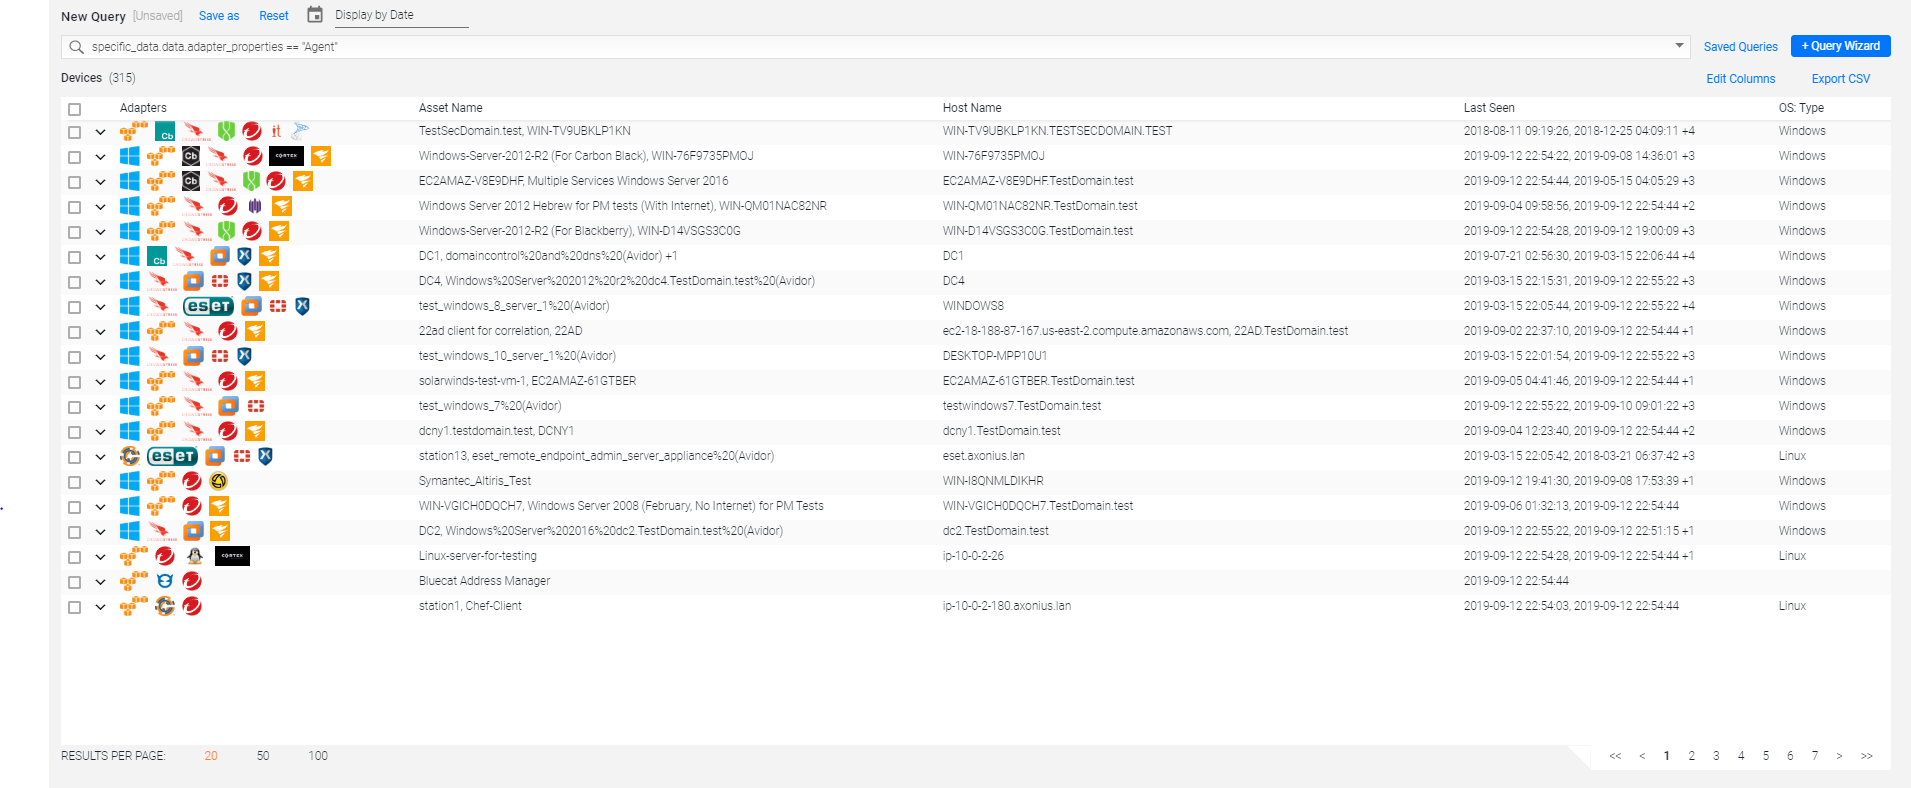 New Query [Unsaved] Save as Reset Display by Date
specific_data.data.adapter_properties == "Agent"
Saved Queries + Query Wizard
Devices (315) Edit Columns Export CSV
Adapters Asset Name Host Name Last Seen OS: Type
Cb TestSecDomain.test, WIN-TV9UBKLP1KN WIN-TV9UBKLP1KN.TESTSECDOMAIN.TEST 2018-08-11 09:19:26, 2018-12-25 04:09:11 +4 Windows
Cb CORTEX Windows-Server-2012-R2 (For Carbon Black), WIN-76F9735PMOJ WIN-76F9735PMOJ 2019-09-12 22:54:22, 2019-09-08 14:36:01 +3 Windows
Cb EC2AMAZ-V8E9DHF, Multiple Services Windows Server 2016 EC2AMAZ-V8E9DHF.TestDomain.test 2019-09-12 22:54:44, 2019-05-15 04:05:29 +3 Windows
Windows Server 2012 Hebrew for PM tests (With Internet), WIN-QM01NAC82NR WIN-QM01NAC82NR.TestDomain.test 2019-09-04 09:58:56, 2019-09-12 22:54:44 +2 Windows
Windows-Server-2012-R2 (For Blackberry), WIN-D14VSGS3C0G WIN-D14VSGS3C0G.TestDomain.test 2019-09-12 22:54:28, 2019-09-12 19:00:09 +3 Windows
Cb DC1, domaincontrol%20and%20dns%20(Avidor) +1 DC1 2019-07-21 02:56:30, 2019-03-15 22:06:44 +4 Windows
DC4, Windows%20Server%202012%20r2%20dc4.TestDomain.test%20(Avidor) DC4 2019-03-15 22:15:31, 2019-09-12 22:55:22 +3 Windows
eseT test_windows_8_server_1%20(Avidor) WINDOWS8 2019-03-15 22:05:44, 2019-09-12 22:55:22 +4 Windows
22ad client for correlation, 22AD ec2-18-188-87-167.us-east-2.compute.amazonaws.com, 22AD.TestDomain.test 2019-09-02 22:37:10, 2019-09-12 22:54:44 +1 Windows
test_windows_10_server_1%20(Avidor) DESKTOP-MPP10U1 2019-03-15 22:01:54, 2019-09-12 22:55:22 +3 Windows
solarwinds-test-vm-1, EC2AMAZ-61GTBER EC2AMAZ-61GTBER.TestDomain.test 2019-09-05 04:41:46, 2019-09-12 22:54:44 +1 Windows
test_windows_7%20(Avidor) testwindows7.TestDomain.test 2019-09-12 22:55:22, 2019-09-10 09:01:22 +3 Windows
dcny1.testdomain.test, DCNY1 dcny1.TestDomain.test 2019-09-04 12:23:40, 2019-09-12 22:54:44 +2 Windows
eseT station13, eset_remote_endpoint_admin_server_appliance%20(Avidor) eset.axonius.lan 2019-03-15 22:05:42, 2018-03-21 06:37:42 +3 Linux
Symantec_Altiris_Test WIN-I8QNMLDIKHR 2019-09-12 19:41:30, 2019-09-08 17:53:39 +1 Windows
WIN-VGICH0DQCH7, Windows Server 2008 (February, No Internet) for PM Tests WIN-VGICH0DQCH7.TestDomain.test 2019-09-06 01:32:13, 2019-09-12 22:54:44 Windows
DC2, Windows%20Server%202016%20dc2.TestDomain.test%20(Avidor) dc2.TestDomain.test 2019-09-12 22:55:22, 2019-09-12 22:51:15 +1 Windows
CORTEX Linux-server-for-testing ip-10-0-2-26 2019-09-12 22:54:28, 2019-09-12 22:54:44 +1 Linux
Bluecat Address Manager 2019-09-12 22:54:44
station1, Chef-Client ip-10-0-2-180.axonius.lan 2019-09-12 22:54:03, 2019-09-12 22:54:44 Linux
RESULTS PER PAGE: 20 50 100 << < 1 2 3 4 5 6 7 > >>